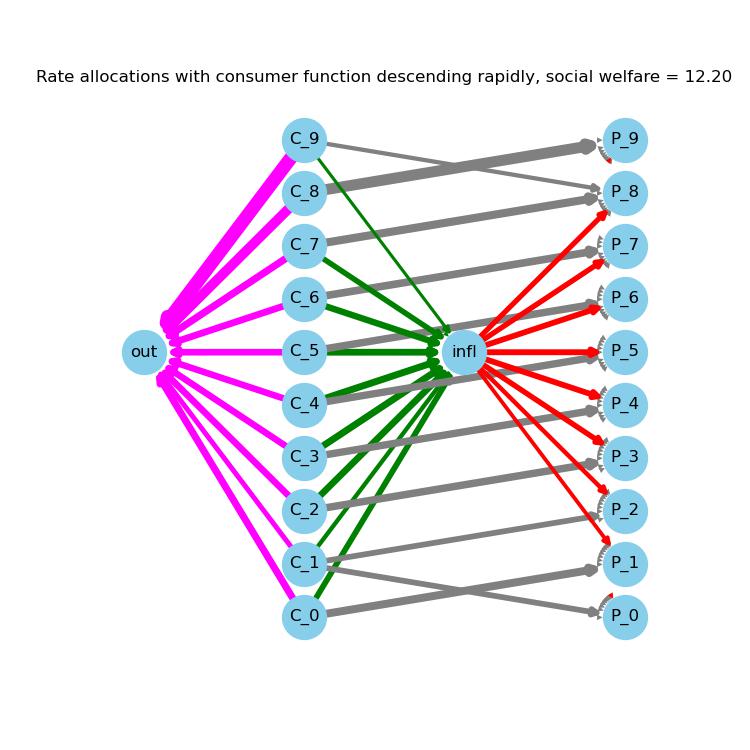 Rate allocations with consumer function descending rapidly, social welfare = 12.20
C_9
P_9
C_8
P_8
C_7
P_7
C_6
P_6
out
C_5
infl
P_5
C_4
P_4
C_3
P_3
C_2
P_2
C_1
P_1
C_0
P_0